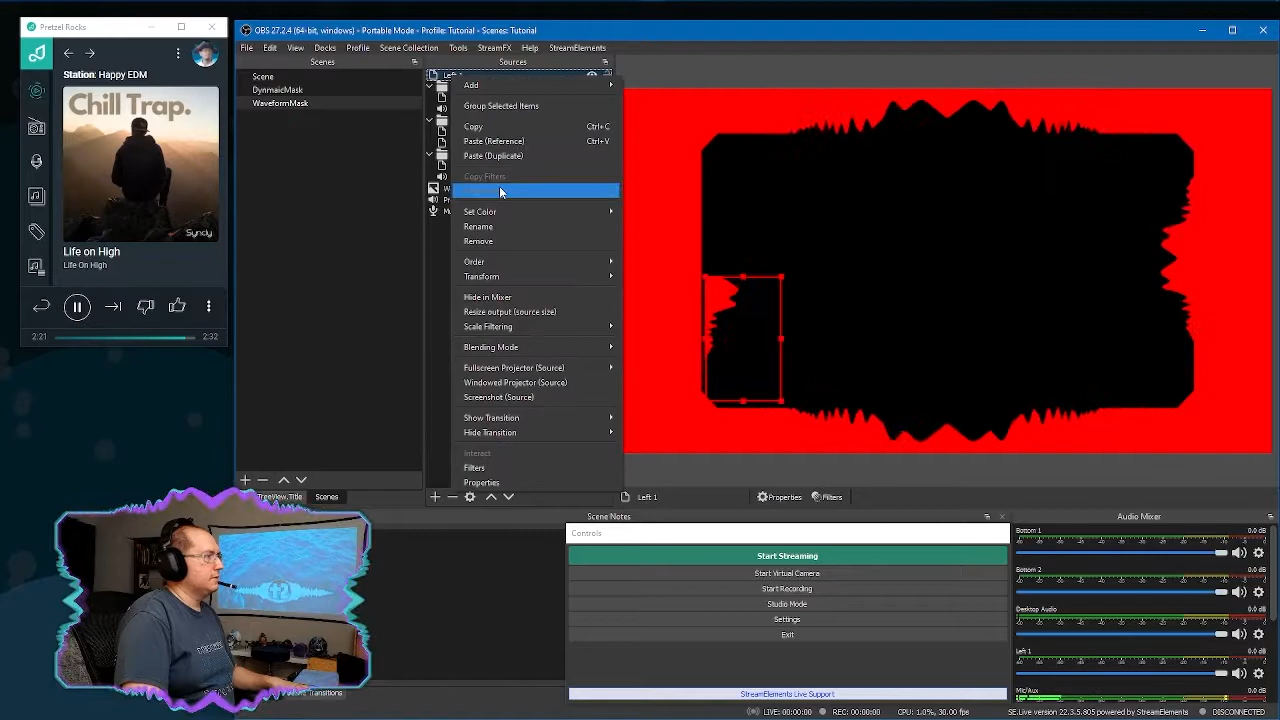 Pretzel Rocks
Station: Happy EDM
Chill Trap.
Syncly
Life on High
Life On High
2:21
2:32
OBS 27.2.4 (64-bit, windows) - Portable Mode - Profile: Tutorial - Scenes: Tutorial
File Edit View Docks Profile Scene Collection Tools StreamFX Help StreamElements
Scenes
Sources
Scene
DynmaicMask
WaveformMask
Add
Group Selected Items
Copy Ctrl+C
Paste (Reference) Ctrl+V
Paste (Duplicate)
Copy Filters
Set Color
Rename
Remove
Order
Transform
Hide in Mixer
Resize output (source size)
Scale Filtering
Blending Mode
Fullscreen Projector (Source)
Windowed Projector (Source)
Screenshot (Source)
Show Transition
Hide Transition
Interact
Filters
Properties
TreeView.Title Scenes
Left 1
Properties
Filters
Scene Notes
Controls
Start Streaming
Start Virtual Camera
Start Recording
Studio Mode
Settings
Exit
StreamElements Live Support
Audio Mixer
Bottom 1 0.0 dB
Bottom 2 0.0 dB
Desktop Audio 0.0 dB
Left 1 0.0 dB
Mic/Aux 0.0 dB
Transitions
LIVE: 00:00:00 REC: 00:00:00 CPU: 1.0%, 30.00 fps
SE.Live version 22.3.5.805 powered by StreamElements DISCONNECTED